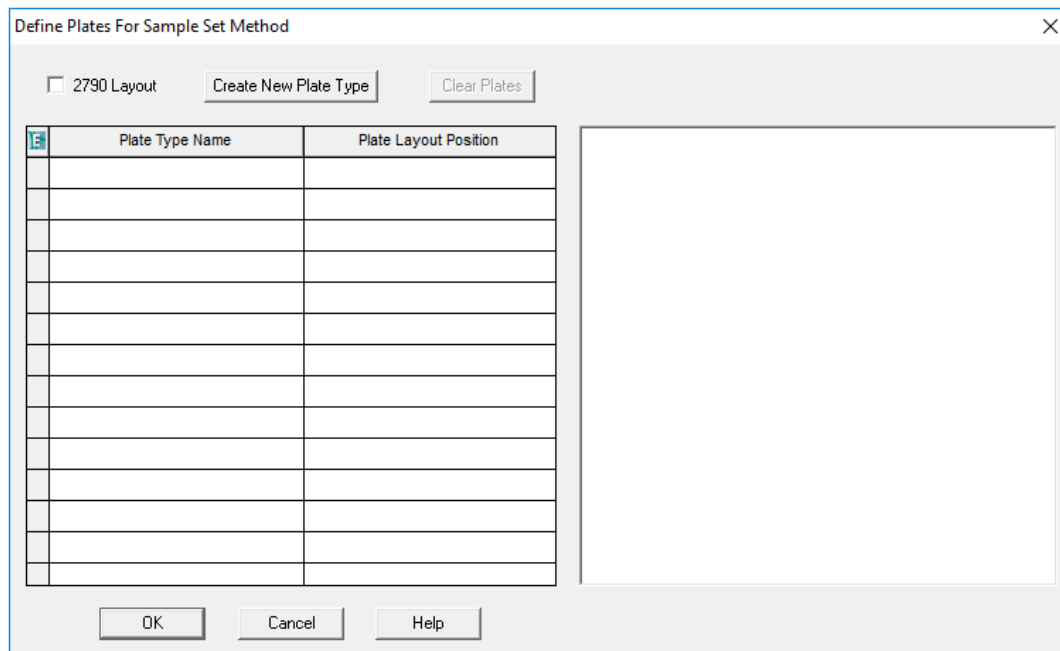 Define Plates For Sample Set Method
2790 Layout
Create New Plate Type
Clear Plates
Plate Type Name
Plate Layout Position
OK
Cancel
Help